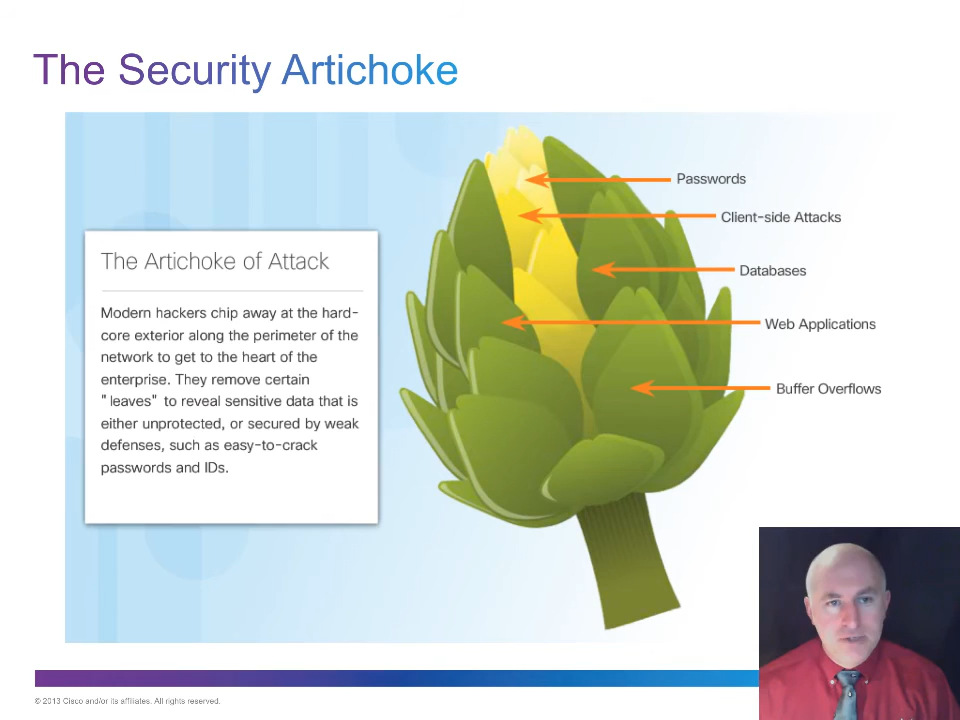 The Security Artichoke
Passwords
Client-side Attacks
Databases
Web Applications
Buffer Overflows
The Artichoke of Attack
Modern hackers chip away at the hard-
core exterior along the perimeter of the
network to get to the heart of the
enterprise. They remove certain
"leaves" to reveal sensitive data that is
either unprotected, or secured by weak
defenses, such as easy-to-crack
passwords and IDs.
© 2013 Cisco and/or its affiliates. All rights reserved.